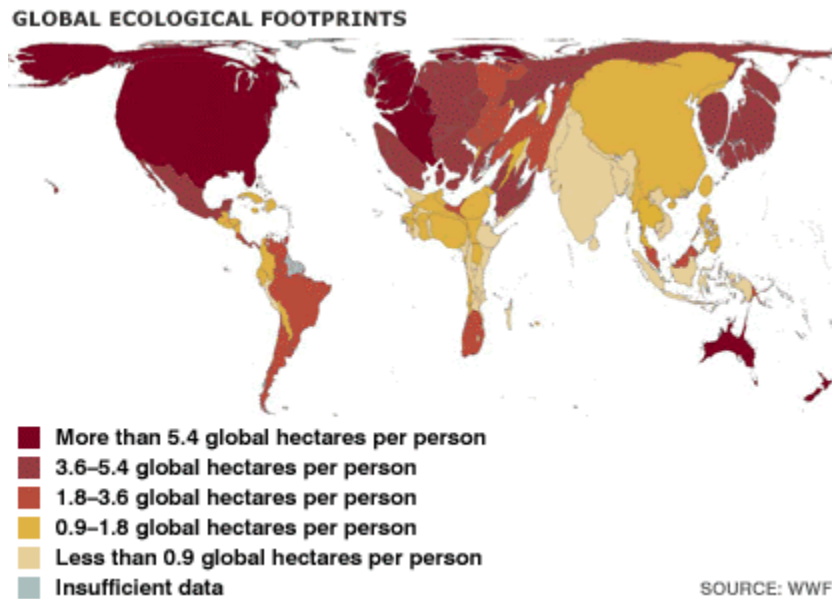 GLOBAL ECOLOGICAL FOOTPRINTS
More than 5.4 global hectares per person
3.6–5.4 global hectares per person
1.8–3.6 global hectares per person
0.9–1.8 global hectares per person
Less than 0.9 global hectares per person
Insufficient data
SOURCE: WWF